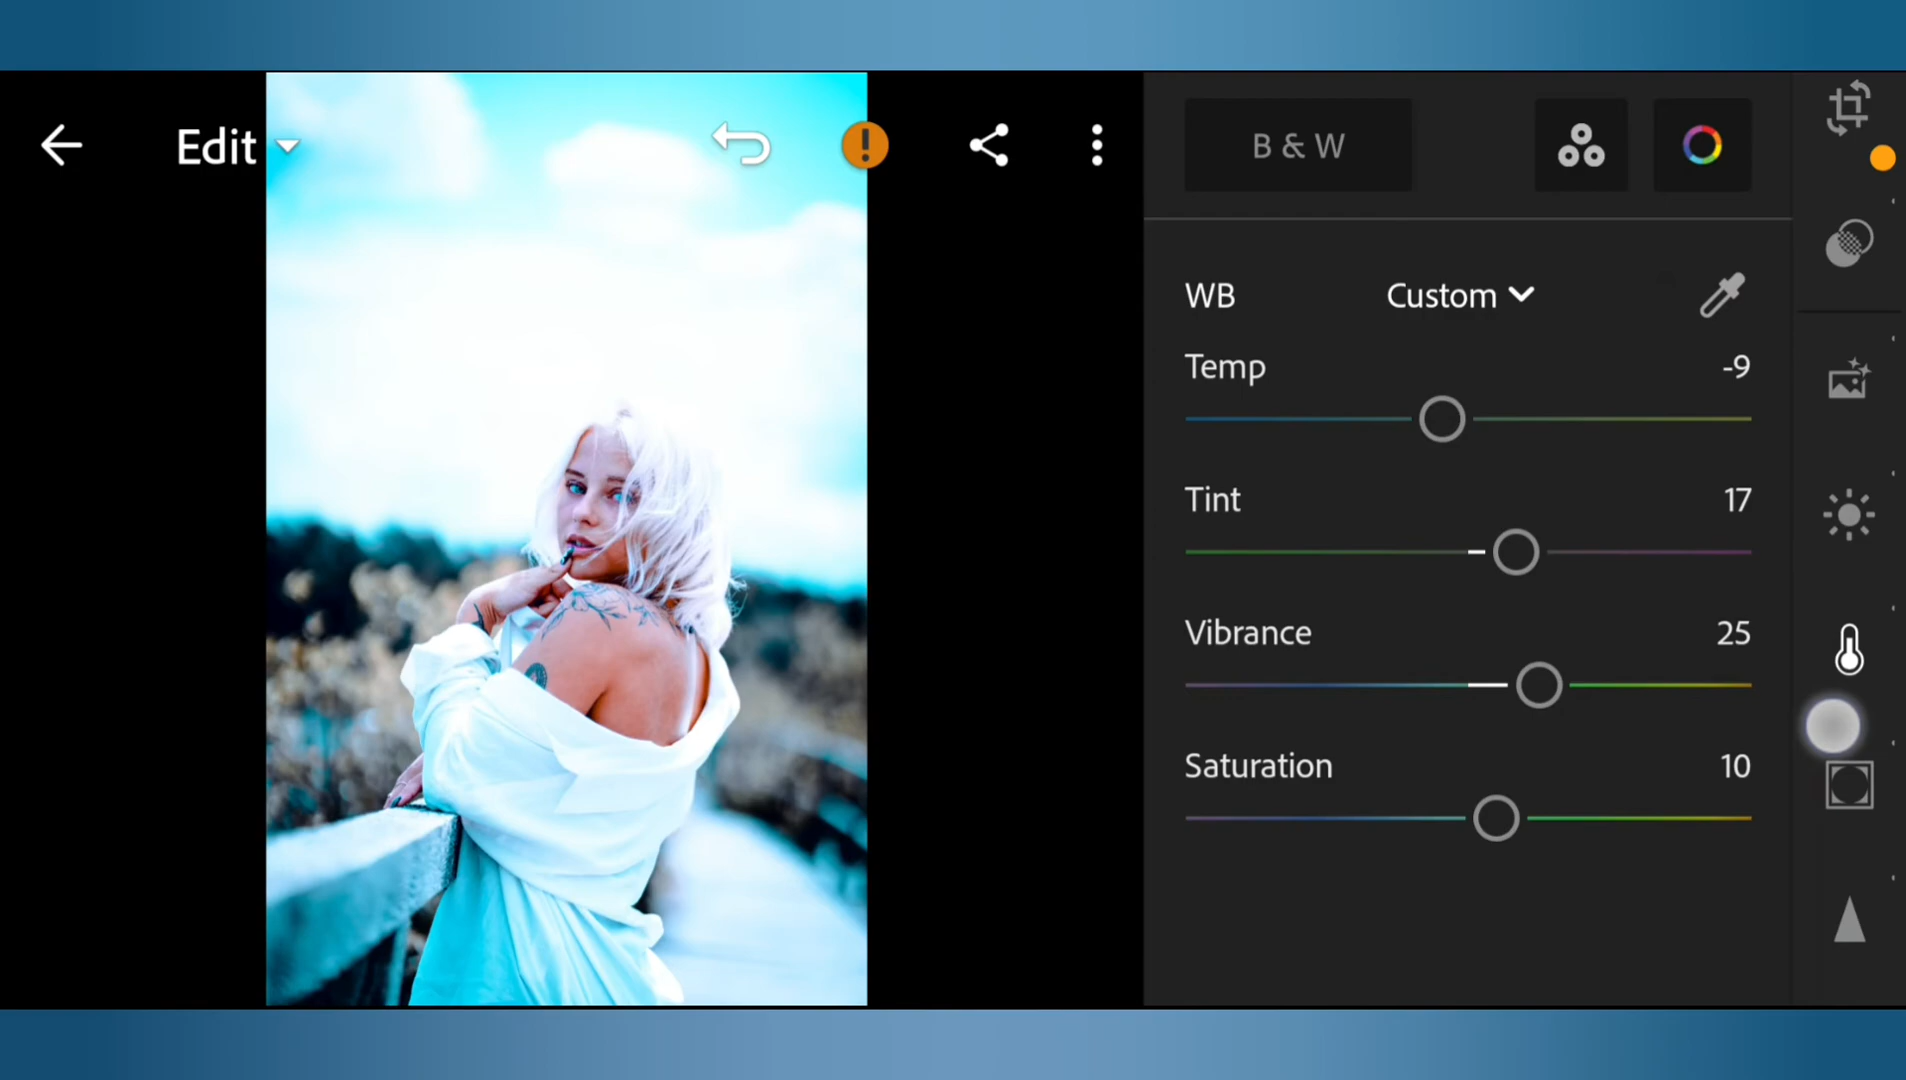 Edit
B & W
WB Custom
Temp -9
Tint 17
Vibrance 25
Saturation 10